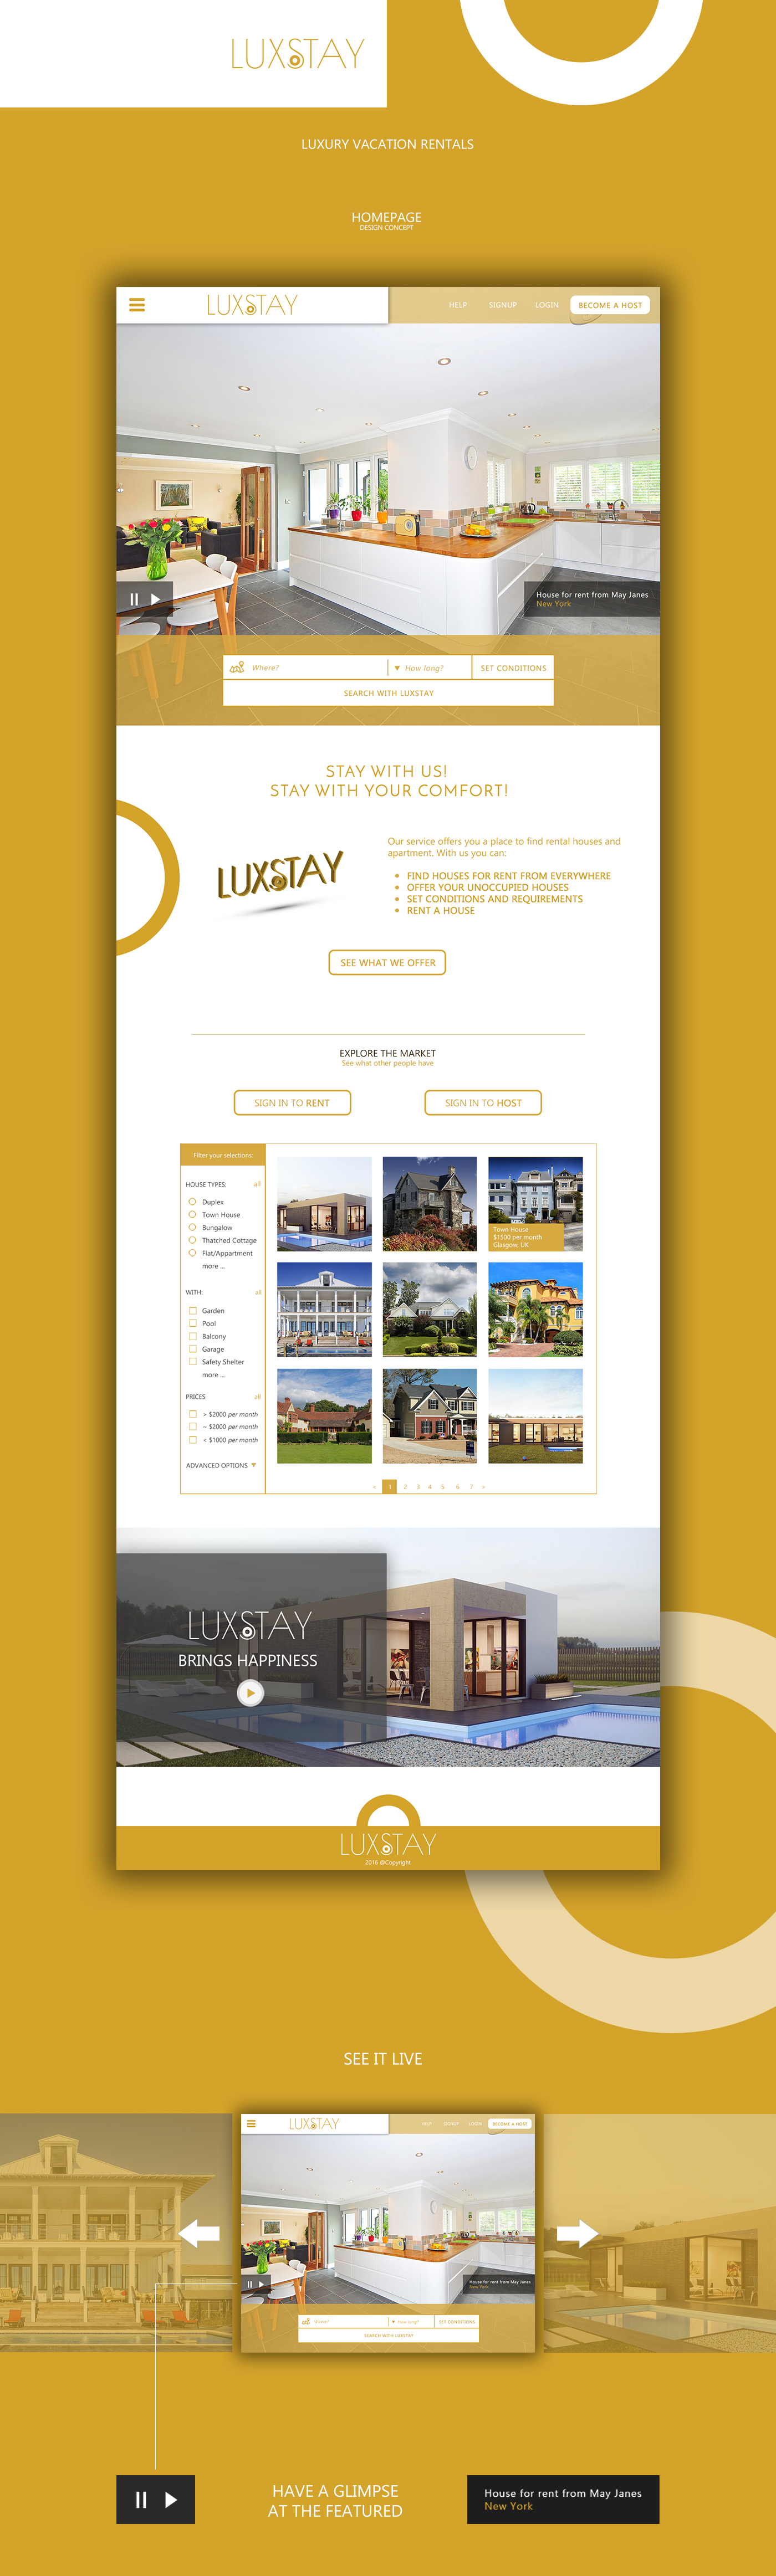 LUXSTAY
LUXURY VACATION RENTALS
HOMEPAGE
DESIGN CONCEPT
LUXSTAY
HELP SIGNUP LOGIN BECOME A HOST
House for rent from May Janes
New York
Where? How long? SET CONDITIONS
SEARCH WITH LUXSTAY
STAY WITH US!
STAY WITH YOUR COMFORT!
LUXSTAY
Our service offers you a place to find rental houses and
apartment. With us you can:
FIND HOUSES FOR RENT FROM EVERYWHERE
OFFER YOUR UNOCCUPIED HOUSES
SET CONDITIONS AND REQUIREMENTS
RENT A HOUSE
SEE WHAT WE OFFER
EXPLORE THE MARKET
See what other people have
SIGN IN TO RENT
SIGN IN TO HOST
Filter your selections:
HOUSE TYPES: all
Duplex
Town House
Bungalow
Thatched Cottage
Flat/Appartment
more ...
WITH: all
Garden
Pool
Balcony
Garage
Safety Shelter
more ...
PRICES all
> $2000 per month
~ $2000 per month
< $1000 per month
ADVANCED OPTIONS
Town House
$1500 per month
Glasgow, UK
< 1 2 3 4 5 6 7 >
LUXSTAY
BRINGS HAPPINESS
LUXSTAY
2016 @Copyright
SEE IT LIVE
LUXSTAY
HELP SIGNUP LOGIN BECOME A HOST
House for rent from May Janes
New York
Where? How long? SET CONDITIONS
SEARCH WITH LUXSTAY
HAVE A GLIMPSE
AT THE FEATURED
House for rent from May Janes
New York